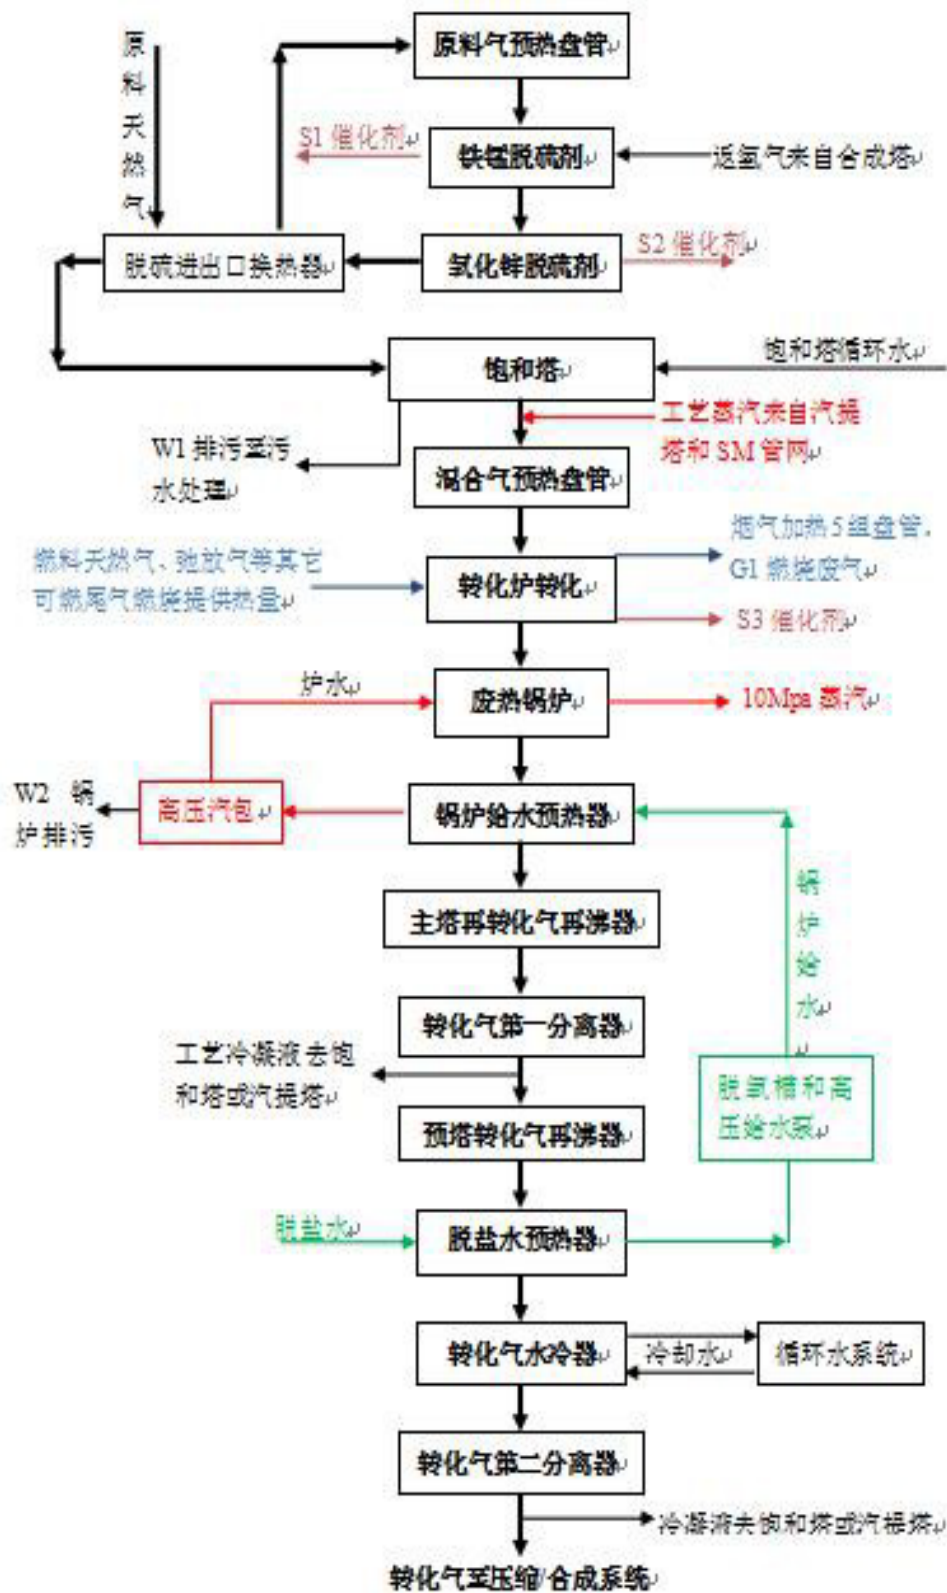 原料天然气
原料气预热盘管
S1 催化剂
铁锰脱硫剂
返氢气来自合成塔
脱硫进出口换热器
氧化锌脱硫剂
S2 催化剂
饱和塔
饱和塔循环水
工艺蒸汽来自汽提
塔和 SM 管网
W1 排污至污
水处理
混合气预热盘管
燃料天然气、弛放气等其它
可燃尾气燃烧提供热量
转化炉转化
烟气加热 5 组盘管，
G1 燃烧废气
S3 催化剂
炉水
废热锅炉
10Mpa 蒸汽
W2 锅
炉排污
高压汽包
锅炉给水预热器
锅炉给水
主塔再转化气再沸器
转化气第一分离器
工艺冷凝液去饱
和塔或汽提塔
脱氧槽和高
压给水泵
预塔转化气再沸器
脱盐水
脱盐水预热器
转化气水冷器
冷却水
循环水系统
转化气第二分离器
冷凝液去饱和塔或汽提塔
转化气至压缩/合成系统